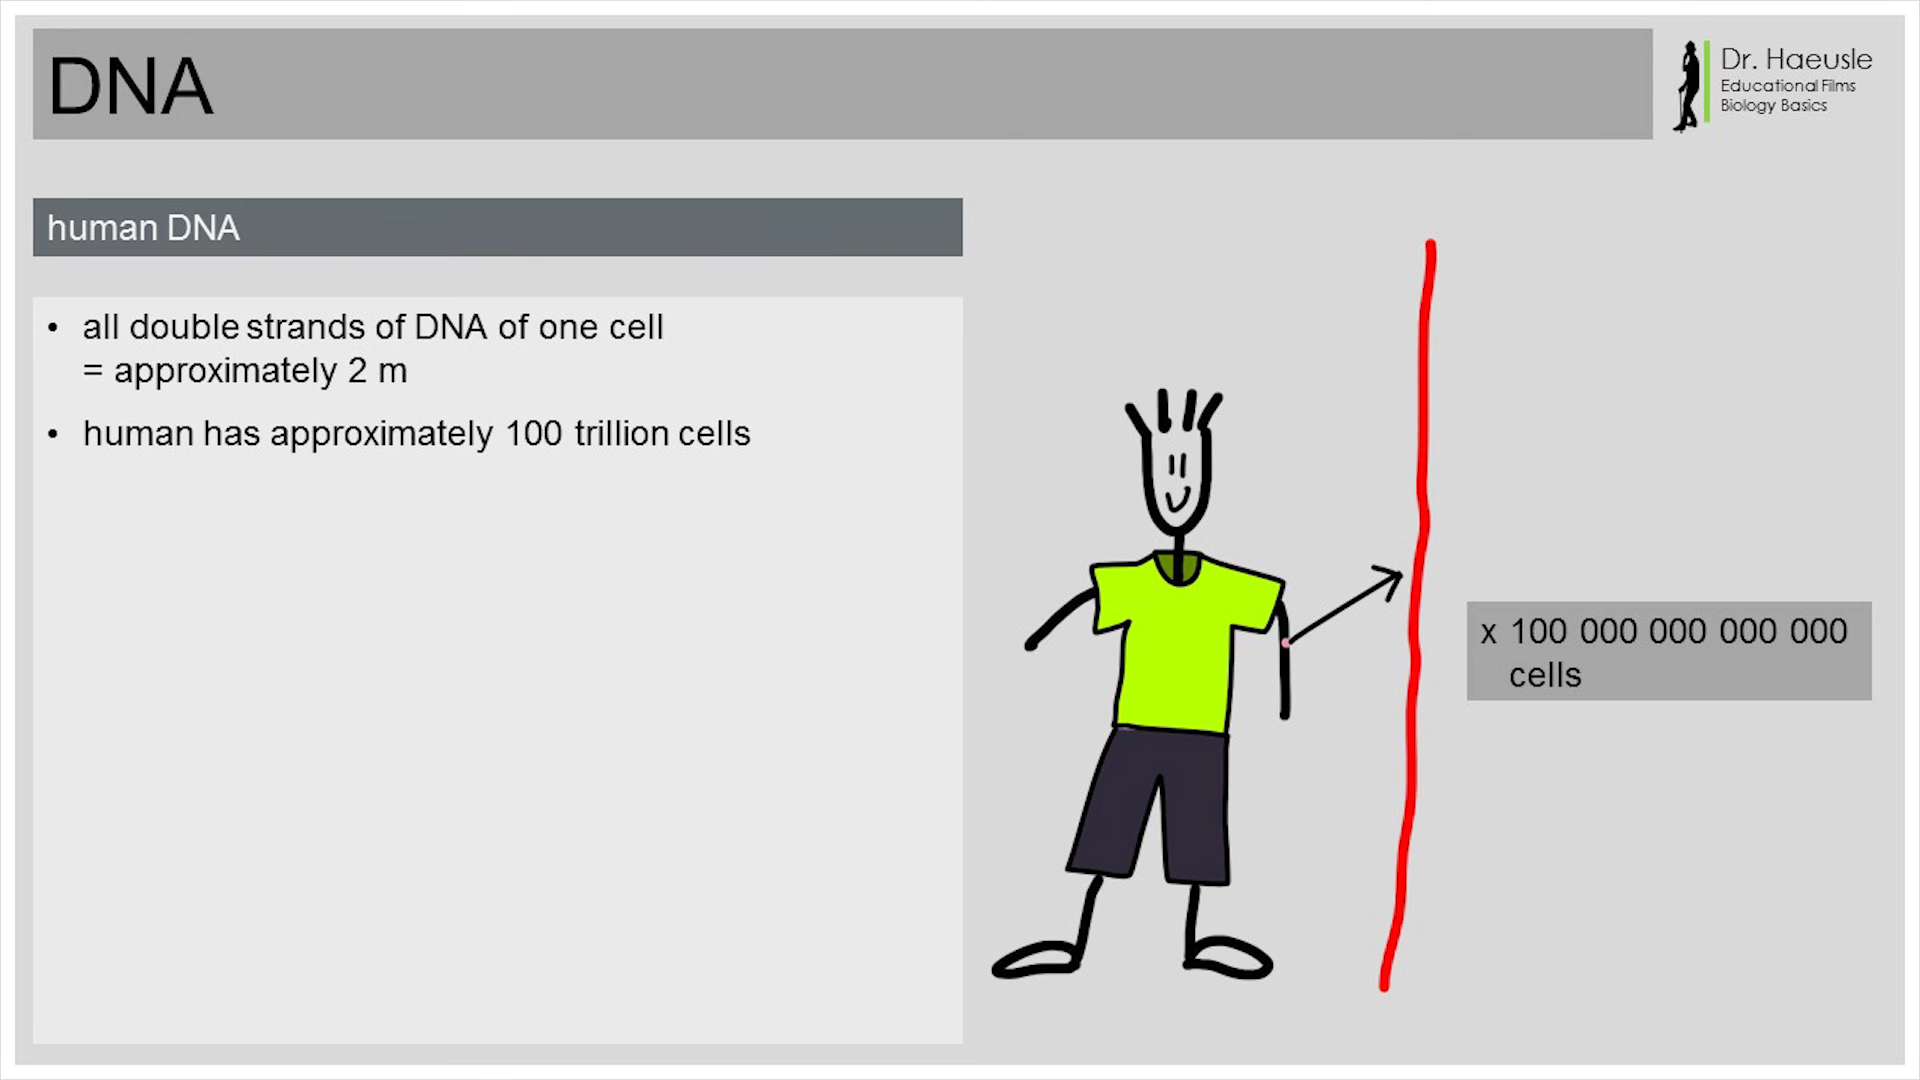 DNA
Dr. Haeusle
Educational Films
Biology Basics
human DNA
• all double strands of DNA of one cell
= approximately 2 m
• human has approximately 100 trillion cells
x 100 000 000 000 000
cells